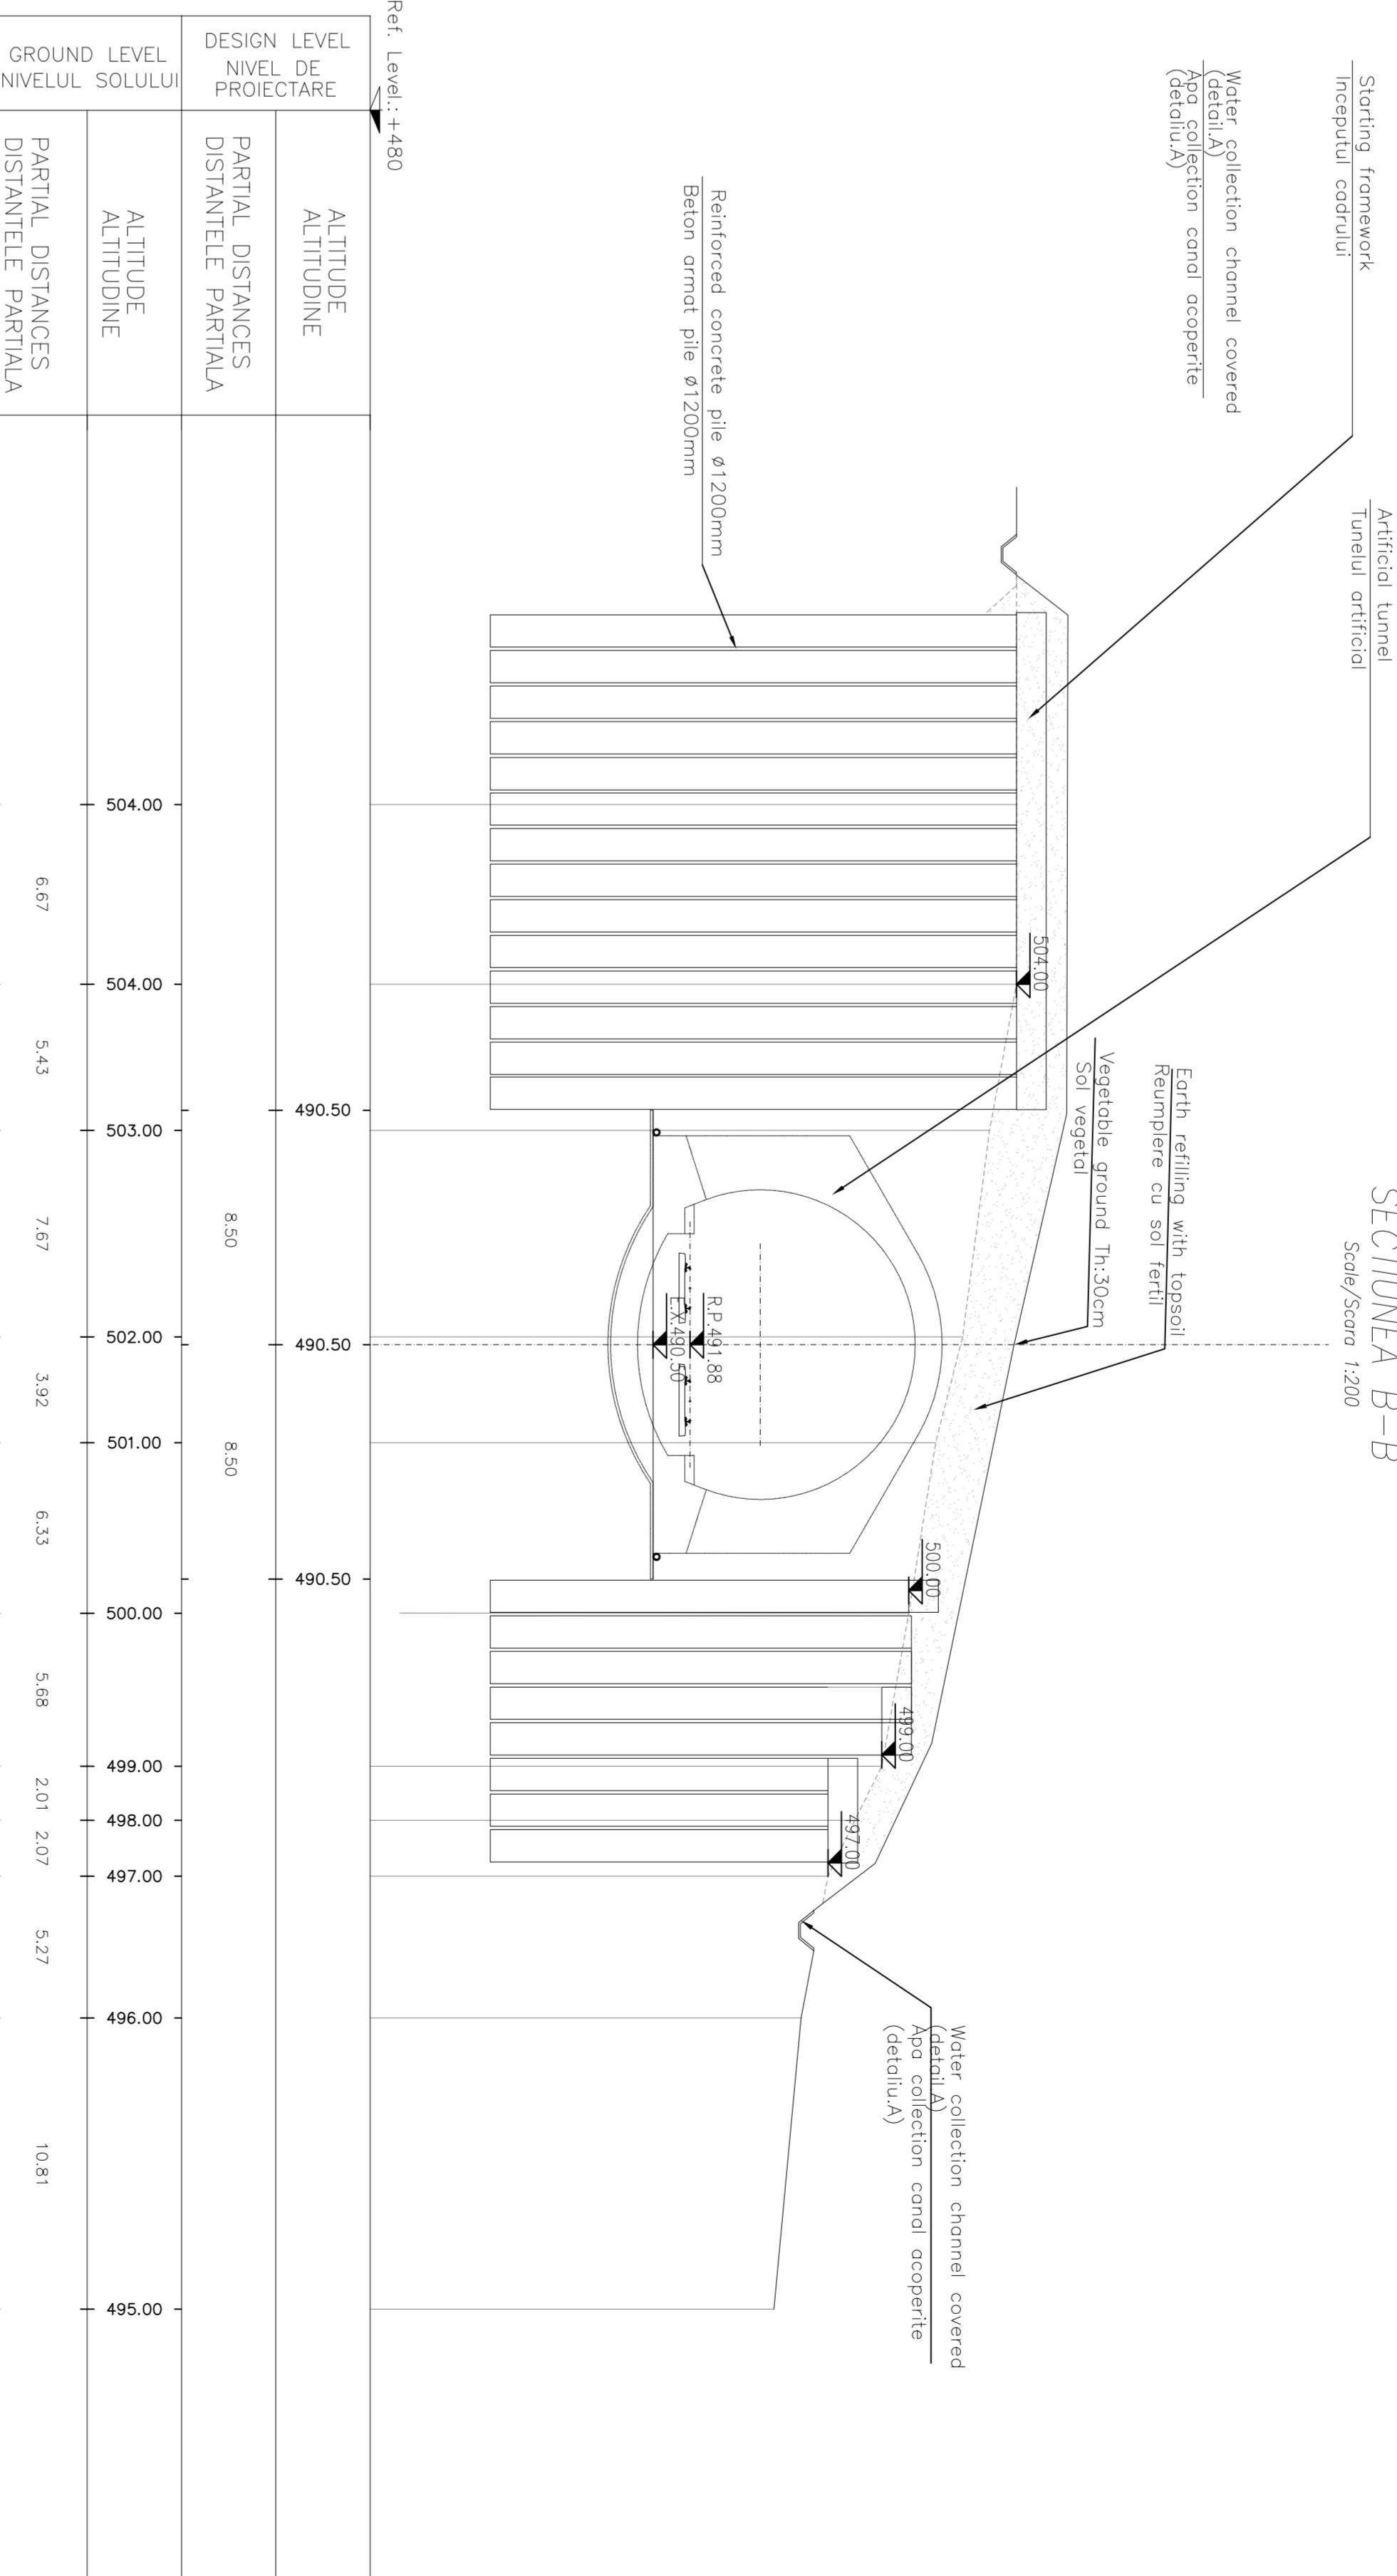 SECTIUNEA B-B
Scale/Scara 1:200
Starting framework
Inceputul cadrului
Artificial tunnel
Tunelul artificial
Water collection channel covered
(detail.A)
Apa collection canal acoperite
(detaliu.A)
Earth refilling with topsoil
Reumplere cu sol fertil
Vegetable ground Th:30cm
Sol vegetal
504.00
500.00
499.00
497.00
Water collection channel covered
(detail.A)
Apa collection canal acoperite
(detaliu.A)
Reinforced concrete pile Ø1200mm
Beton armat pile Ø1200mm
R.P.491.88
E.X.490.50
Ref. Level.: +480
DESIGN LEVEL
NIVEL DE
PROIECTARE
ALTITUDE
ALTITUDINE
490.50
490.50
490.50
PARTIAL DISTANCES
DISTANTELE PARTIALA
8.50
8.50
GROUND LEVEL
NIVELUL SOLULUI
ALTITUDE
ALTITUDINE
504.00
504.00
503.00
502.00
501.00
500.00
499.00
498.00
497.00
496.00
495.00
PARTIAL DISTANCES
DISTANTELE PARTIALA
6.67
5.43
7.67
3.92
6.33
5.68
2.01
2.07
5.27
10.81